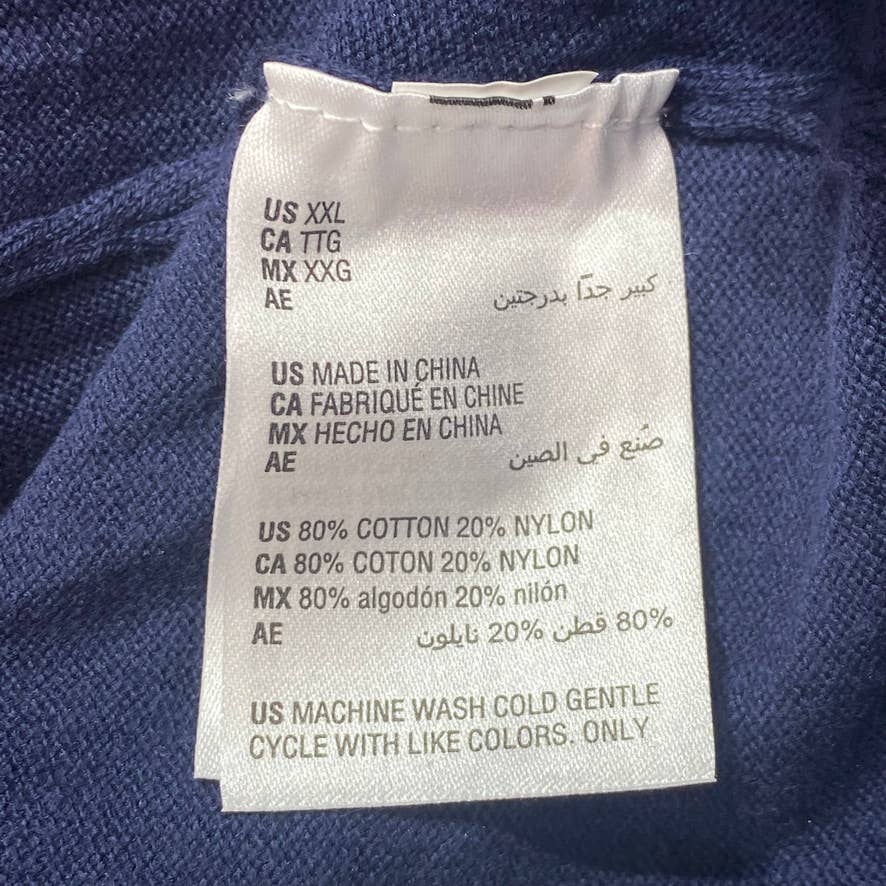 US XXL
CA TTG
MX XXG
AE كبير جدًا بدرجتين
US MADE IN CHINA
CA FABRIQUÉ EN CHINE
MX HECHO EN CHINA
AE صُنع في الصين
US 80% COTTON 20% NYLON
CA 80% COTON 20% NYLON
MX 80% algodón 20% nilón
AE 80% قطن 20% نايلون
US MACHINE WASH COLD GENTLE
CYCLE WITH LIKE COLORS. ONLY